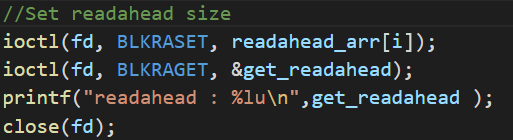 //Set readahead size
ioctl(fd, BLKRASET, readahead_arr[i]);
ioctl(fd, BLKRAGET, &get_readahead);
printf("readahead : %lu\n",get_readahead );
close(fd);